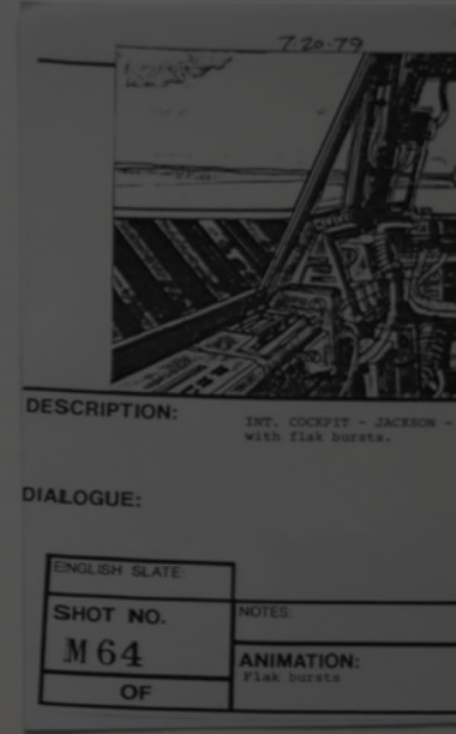 7-20-79
DESCRIPTION:
INT. COCKPIT - JACKSON -
with flak bursts.
DIALOGUE:
ENGLISH SLATE:
SHOT NO.
NOTES:
M 64
ANIMATION:
Flak bursts
OF